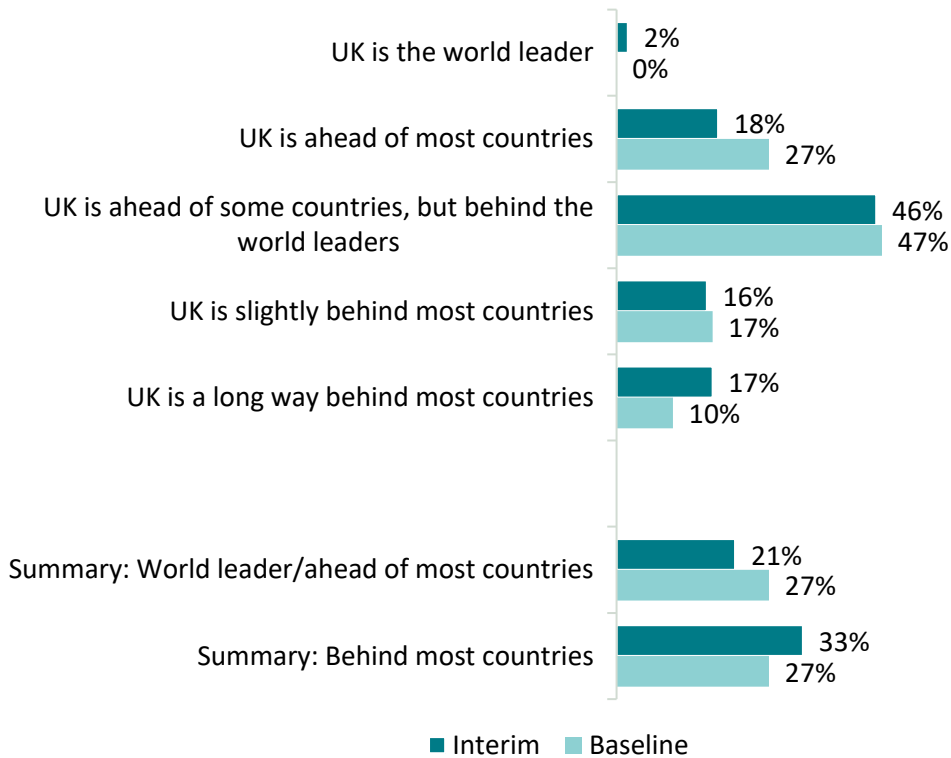 UK is the world leader
2%
0%
UK is ahead of most countries
18%
27%
UK is ahead of some countries, but behind the
world leaders
46%
47%
UK is slightly behind most countries
16%
17%
UK is a long way behind most countries
17%
10%
Summary: World leader/ahead of most countries
21%
27%
Summary: Behind most countries
33%
27%
Interim Baseline